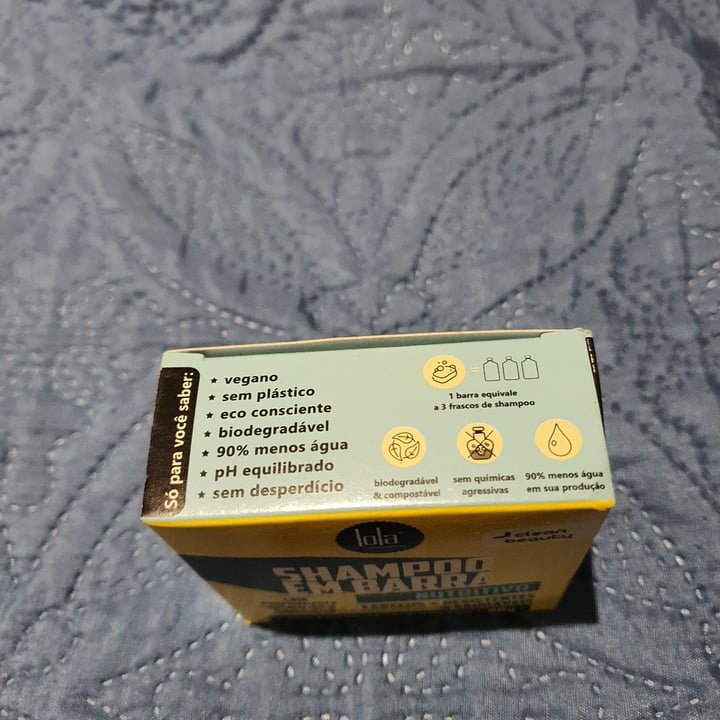 Só para você saber:
★ vegano
★ sem plástico
★ eco consciente
★ biodegradável
★ 90% menos água
★ pH equilibrado
★ sem desperdício
=
1 barra equivale
a 3 frascos de shampoo
biodegradável
& compostável
sem químicas
agressivas
90% menos água
em sua produção
lola
clean
beauty
SHAMPOO
EM BARRA
NUTRITIVO